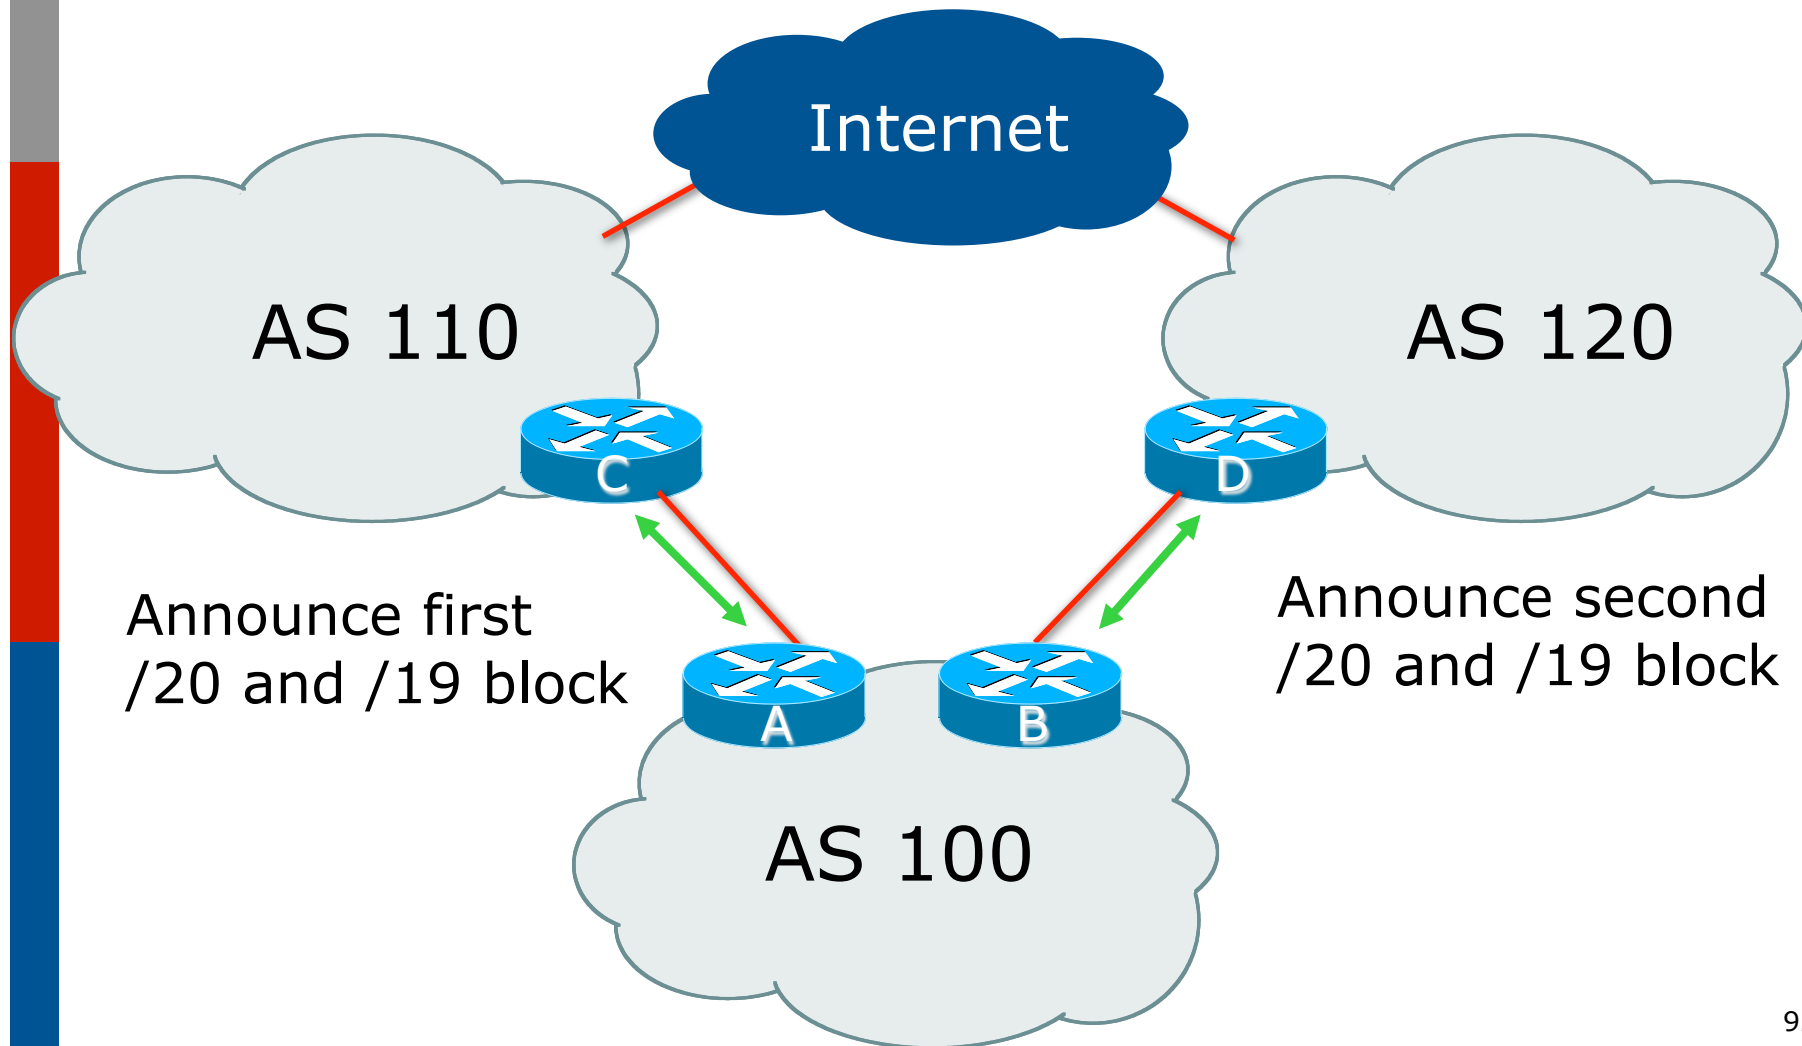 Internet
AS 110
AS 120
C
D
Announce first
/20 and /19 block
Announce second
/20 and /19 block
A
B
AS 100
9